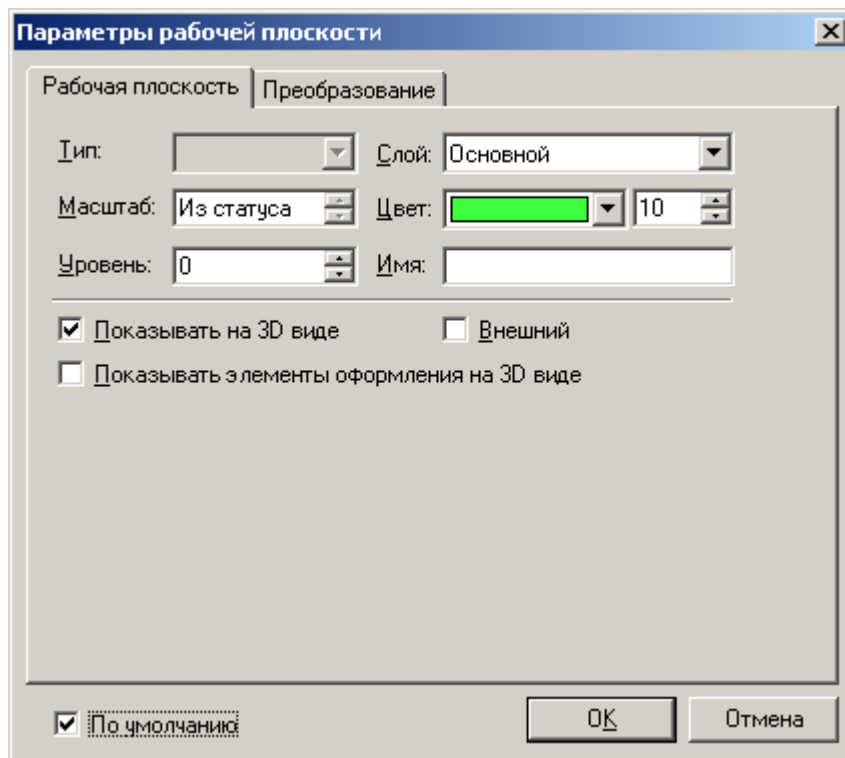 Параметры рабочей плоскости
Рабочая плоскость Преобразование
Тип: Слой: Основной
Масштаб: Из статуса Цвет: 10
Уровень: 0 Имя:
Показывать на 3D виде Внешний
Показывать элементы оформления на 3D виде
По умолчанию OK Отмена